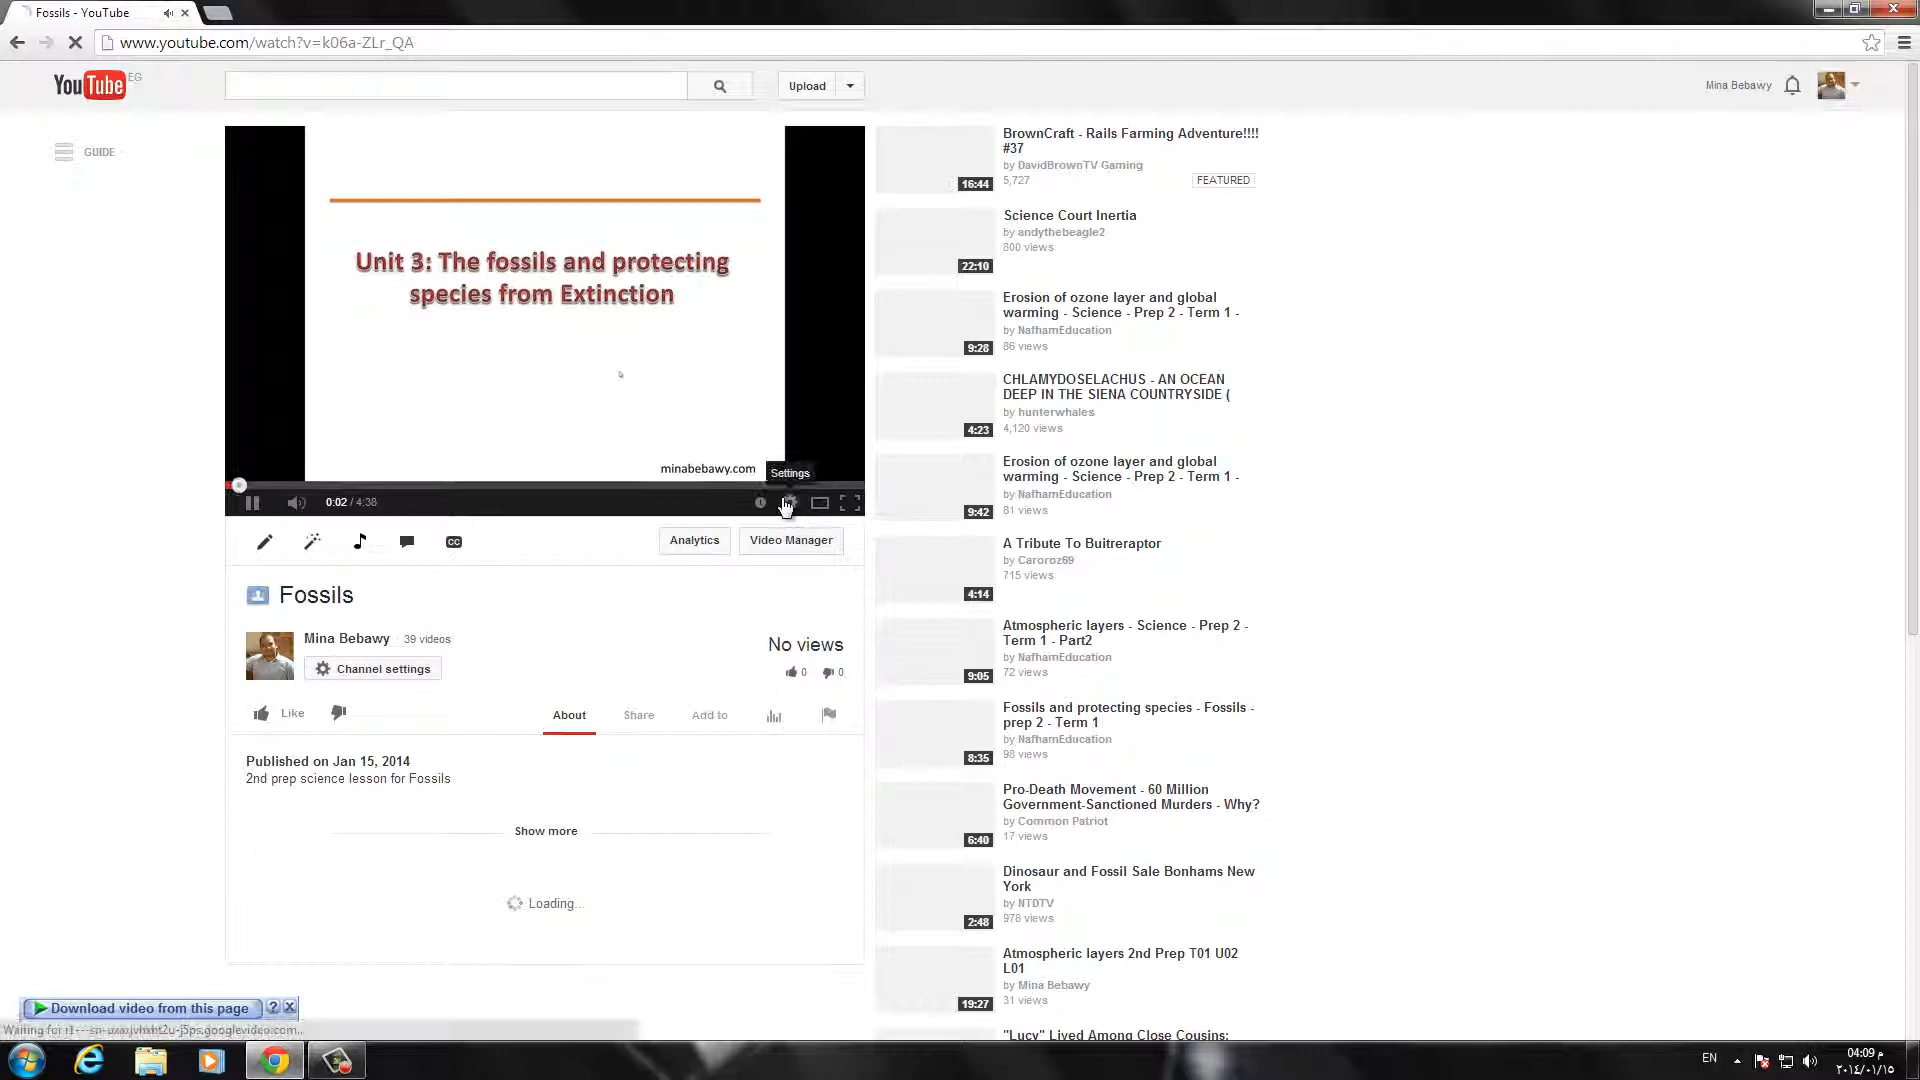 Fossils - YouTube
www.youtube.com/watch?v=k06a-ZLr_QA
YouTube EG
Upload
Mina Bebawy
GUIDE
Unit 3: The fossils and protecting
species from Extinction
minabebawy.com
Settings
0:02 / 4:38
CC
Analytics
Video Manager
Fossils
Mina Bebawy 39 videos
Channel settings
No views
0 0
Like
About
Share
Add to
Published on Jan 15, 2014
2nd prep science lesson for Fossils
Show more
Loading...
BrownCraft - Rails Farming Adventure!!!!
#37
by DavidBrownTV Gaming
5,727
FEATURED
16:44
Science Court Inertia
by andythebeagle2
800 views
22:10
Erosion of ozone layer and global
warming - Science - Prep 2 - Term 1 -
by NafhamEducation
86 views
9:28
CHLAMYDOSELACHUS - AN OCEAN
DEEP IN THE SIENA COUNTRYSIDE (
by hunterwhales
4,120 views
4:23
Erosion of ozone layer and global
warming - Science - Prep 2 - Term 1 -
by NafhamEducation
81 views
9:42
A Tribute To Buitreraptor
by Caroroz69
715 views
4:14
Atmospheric layers - Science - Prep 2 -
Term 1 - Part2
by NafhamEducation
72 views
9:05
Fossils and protecting species - Fossils -
prep 2 - Term 1
by NafhamEducation
98 views
8:35
Pro-Death Movement - 60 Million
Government-Sanctioned Murders - Why?
by Common Patriot
17 views
6:40
Dinosaur and Fossil Sale Bonhams New
York
by NTDTV
978 views
2:48
Atmospheric layers 2nd Prep T01 U02
L01
by Mina Bebawy
31 views
19:27
"Lucy" Lived Among Close Cousins:
Download video from this page
?
Waiting for
EN
04:09 م
٢٠١٤/٠١/١٥